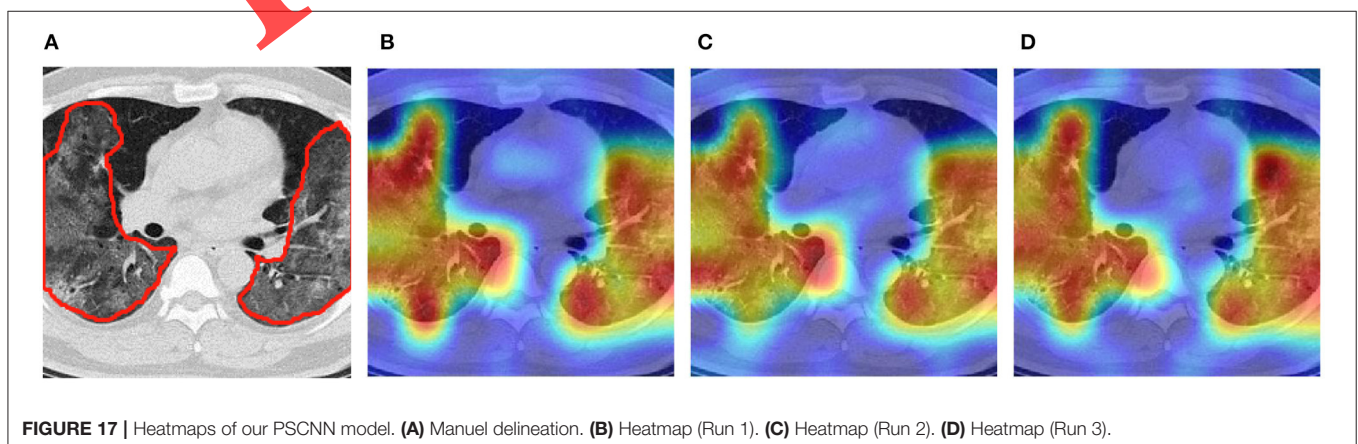 A
B
C
D
FIGURE 17 | Heatmaps of our PSCNN model. (A) Manuel delineation. (B) Heatmap (Run 1). (C) Heatmap (Run 2). (D) Heatmap (Run 3).